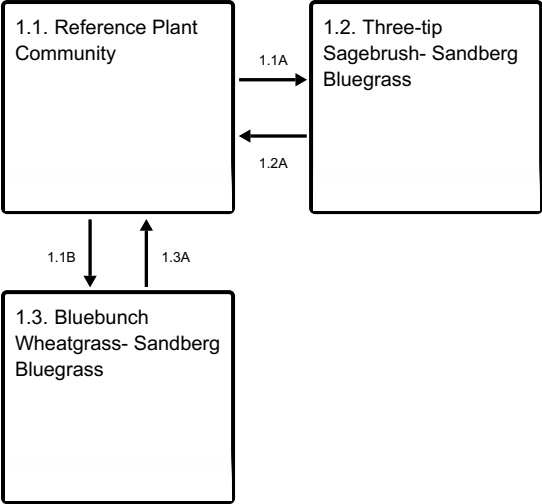 1.1. Reference Plant
Community
1.1A
1.2A
1.2. Three-tip
Sagebrush- Sandberg
Bluegrass
1.1B
1.3A
1.3. Bluebunch
Wheatgrass- Sandberg
Bluegrass